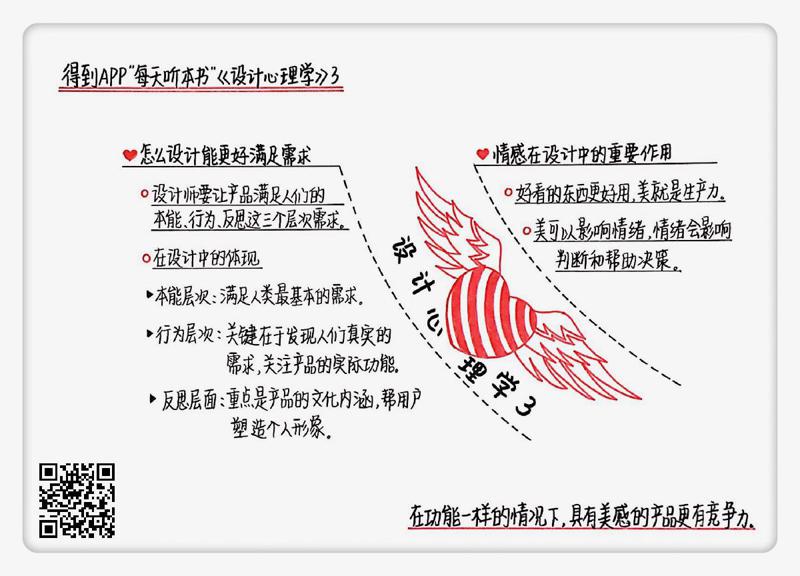 得到APP"每天听本书"《设计心理学》3
怎么设计能更好满足需求
设计师要让产品满足人们的
本能、行为、反思这三个层次需求。
在设计中的体现
本能层次：满足人类最基本的需求。
行为层次：关键在于发现人们真实的
需求，关注产品的实际功能。
反思层面：重点是产品的文化内涵，帮用户
塑造个人形象。
设计心理学3
情感在设计中的重要作用
好看的东西更好用，美就是生产力。
美可以影响情绪，情绪会影响
判断和帮助决策。
在功能一样的情况下，具有美感的产品更有竞争力。